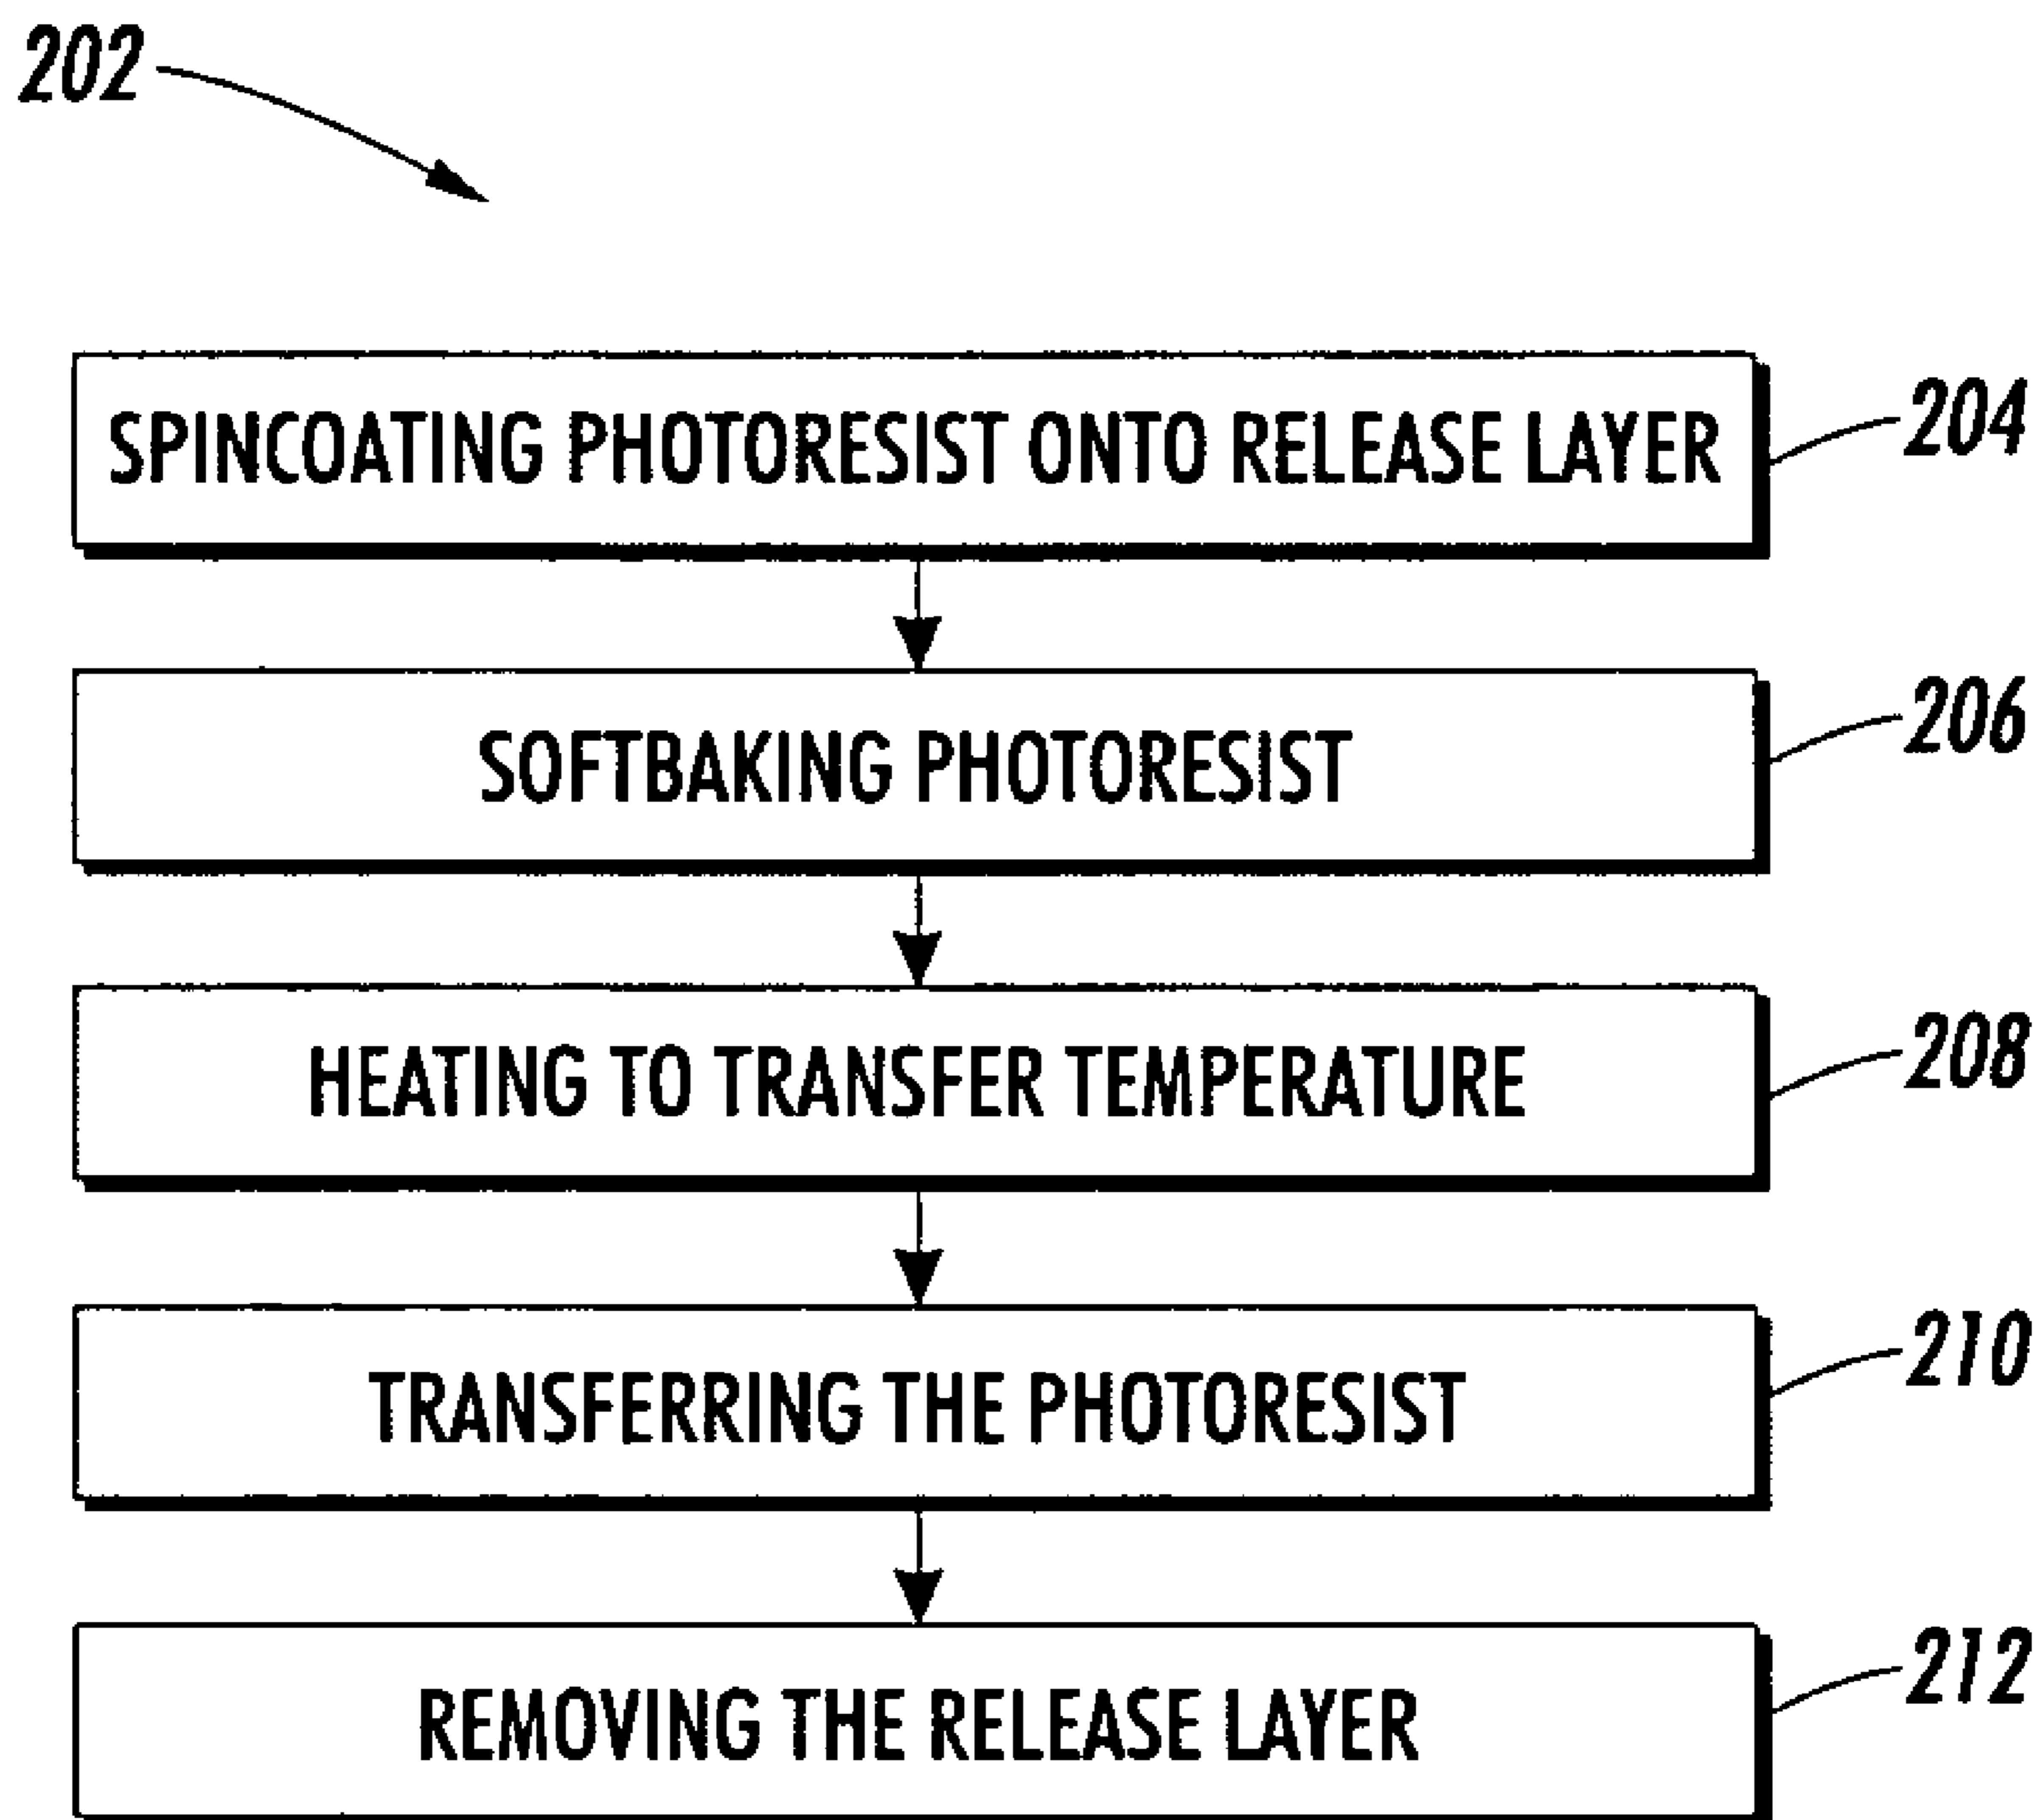 202
SPINCOATING PHOTORESIST ONTO RELEASE LAYER
204
SOFTBAKING PHOTORESIST
206
HEATING TO TRANSFER TEMPERATURE
208
TRANSFERRING THE PHOTORESIST
210
REMOVING THE RELEASE LAYER
212